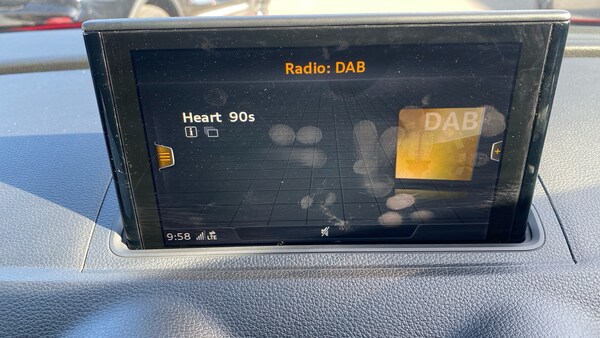 Radio: DAB
Heart 90s
DAB
9:58 LTE